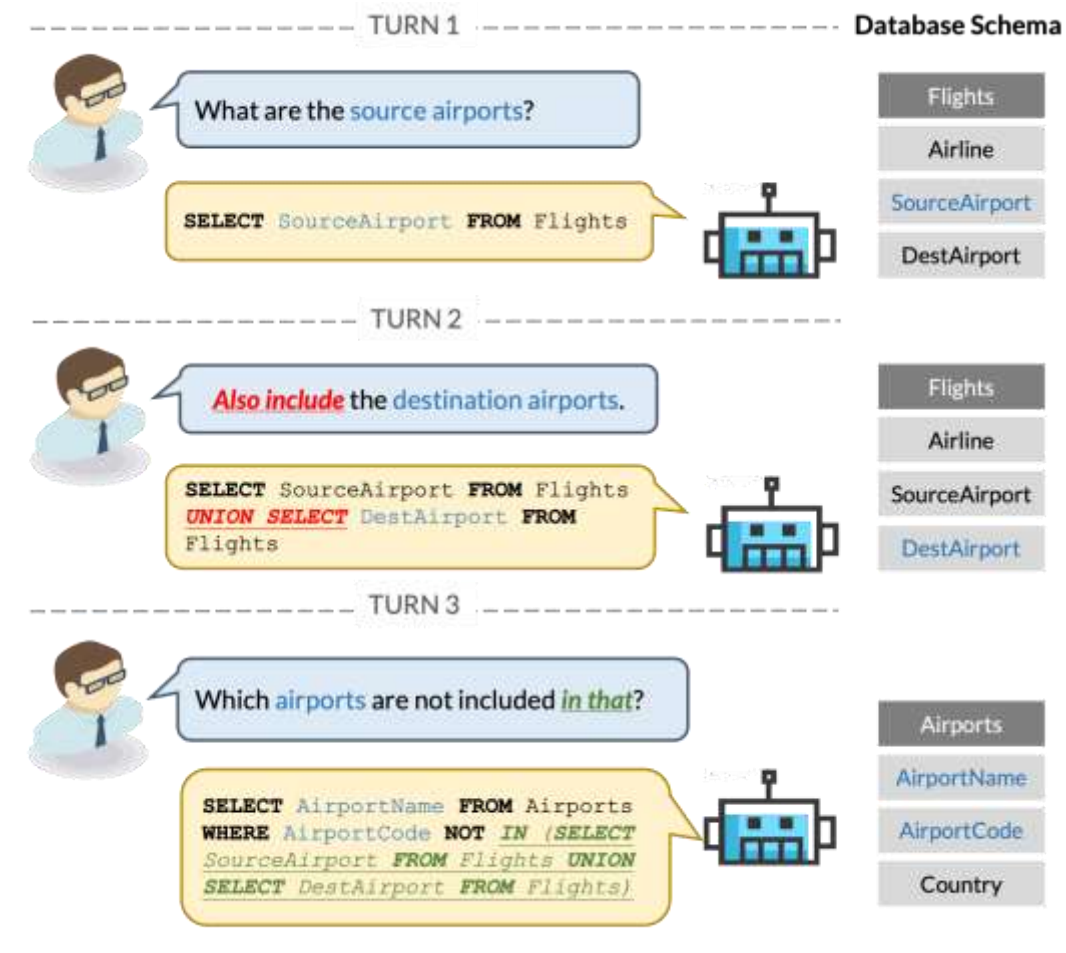 TURN 1
Database Schema
What are the source airports?
SELECT SourceAirport FROM Flights
Flights
Airline
SourceAirport
DestAirport
TURN 2
Also include the destination airports.
SELECT SourceAirport FROM Flights
UNION SELECT DestAirport FROM
Flights
Flights
Airline
SourceAirport
DestAirport
TURN 3
Which airports are not included in that?
SELECT AirportName FROM Airports
WHERE AirportCode NOT IN (SELECT
SourceAirport FROM Flights UNION
SELECT DestAirport FROM Flights)
Airports
AirportName
AirportCode
Country